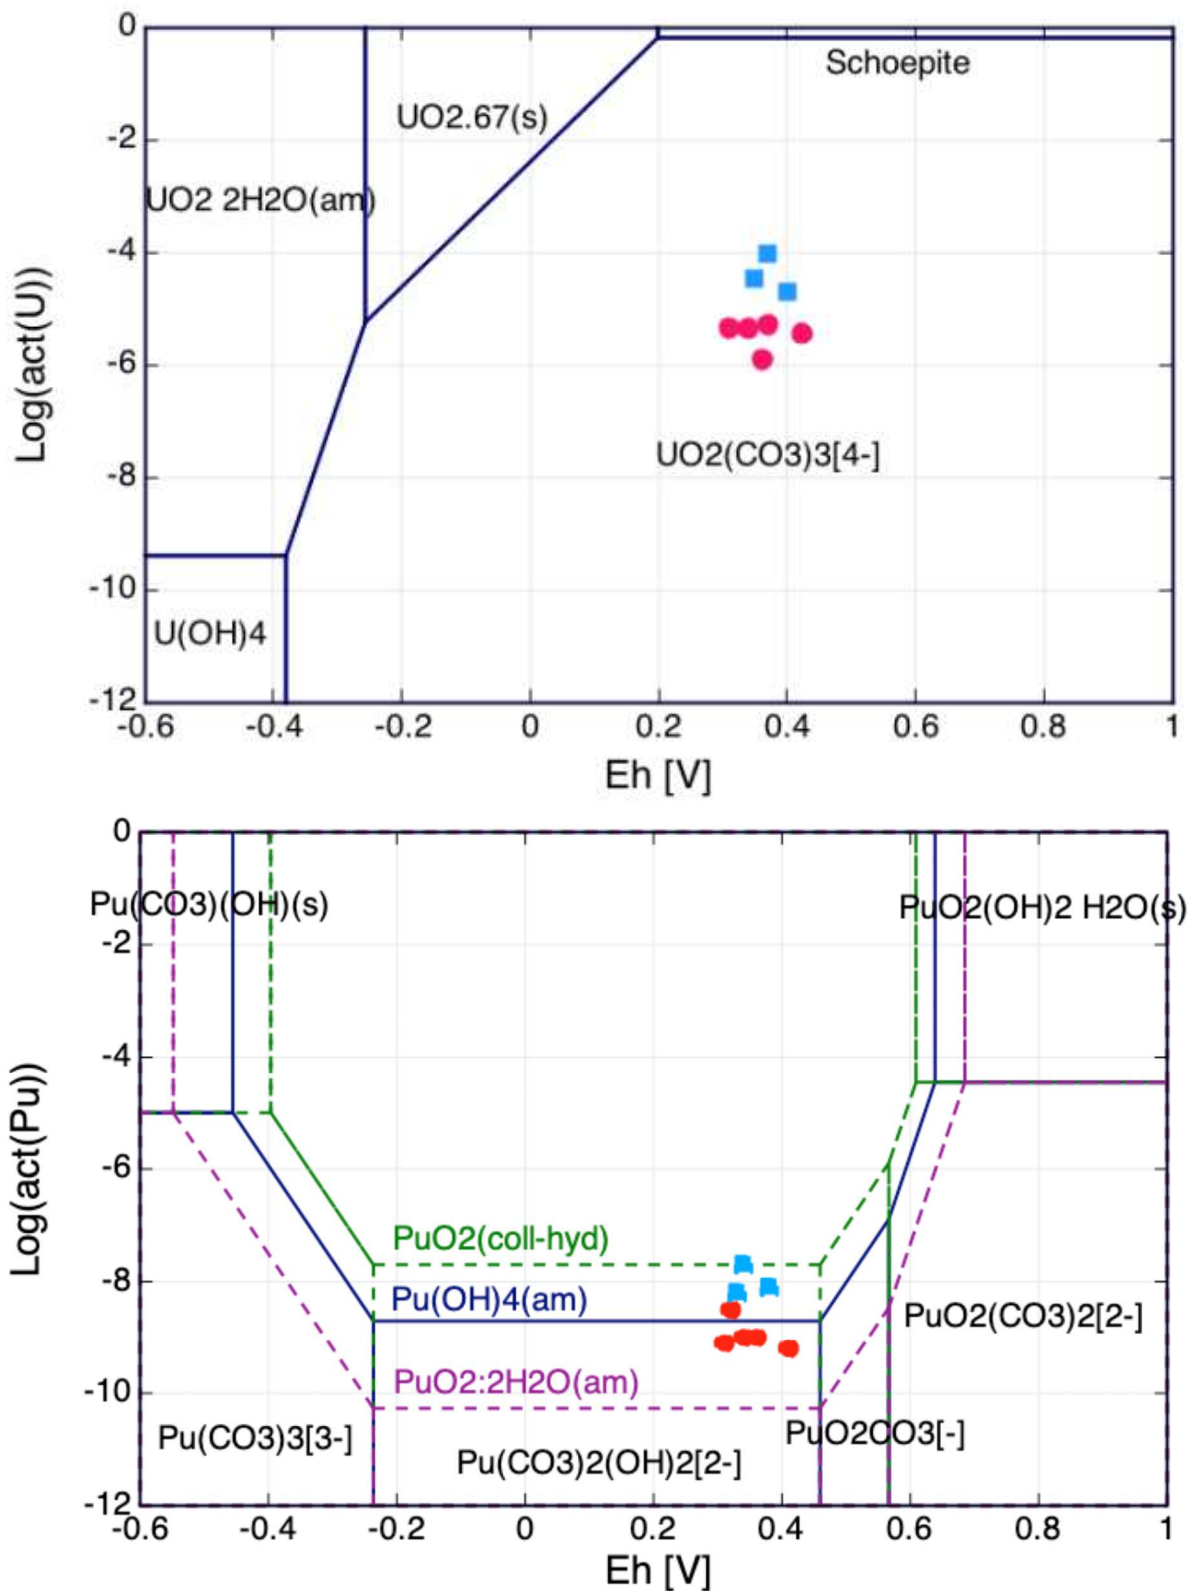 0
Schoepite
UO2.67(s)
-2
UO2 2H2O(am)
-4
Log(act(U))
-6
UO2(CO3)3[4-]
-8
-10
U(OH)4
-12
-0.6 -0.4 -0.2 0 0.2 0.4 0.6 0.8 1
Eh [V]
0
Pu(CO3)(OH)(s) PuO2(OH)2 H2O(s)
-2
-4
Log(act(Pu))
-6
PuO2(coll-hyd)
-8
Pu(OH)4(am)
PuO2(CO3)2[2-]
PuO2:2H2O(am)
-10
Pu(CO3)3[3-] PuO2CO3[-]
Pu(CO3)2(OH)2[2-]
-12
-0.6 -0.4 -0.2 0 0.2 0.4 0.6 0.8 1
Eh [V]